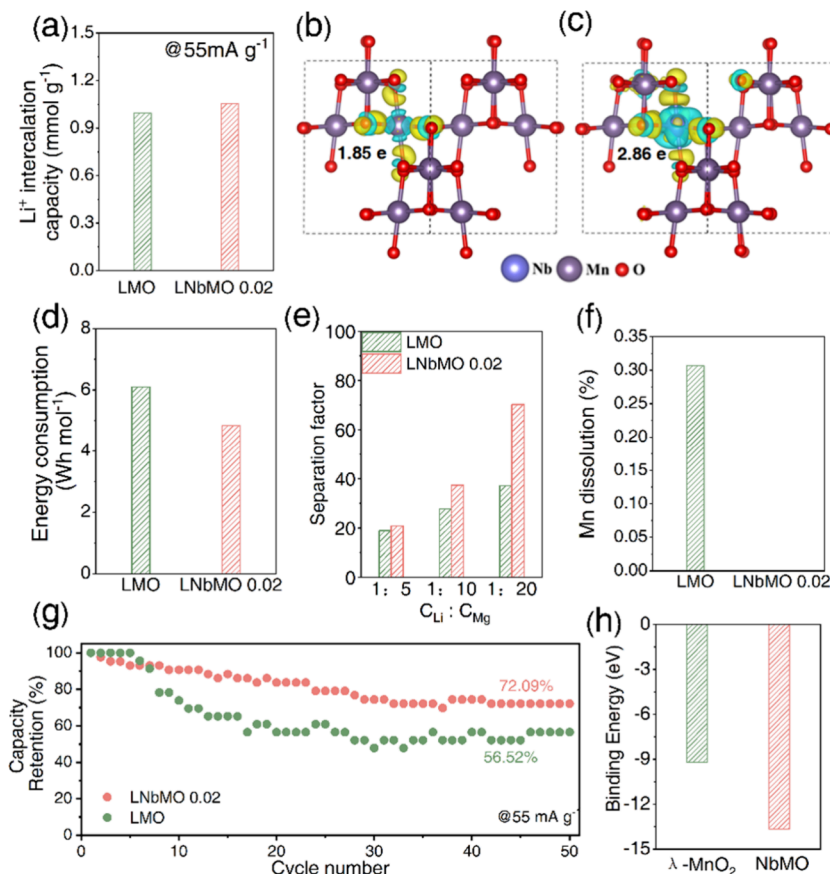 (a)
@55mA g⁻¹
Li⁺ intercalation
capacity (mmol g⁻¹)
1.5
1.2
0.9
0.6
0.3
0.0
LMO
LNbMO 0.02
(b)
1.85 e
(c)
2.86 e
Nb
Mn
O
(d)
Energy consumption
(Wh mol⁻¹)
8
6
4
2
0
LMO
LNbMO 0.02
(e)
LMO
LNbMO 0.02
Separation factor
100
80
60
40
20
0
1: 5
1: 10
1: 20
C_Li : C_Mg
(f)
Mn dissolution (%)
0.35
0.30
0.25
0.20
0.15
0.10
0.05
0.00
LMO
LNbMO 0.02
(g)
Capacity
Retention (%)
100
80
60
40
20
0
72.09%
56.52%
LNbMO 0.02
LMO
@55 mA g⁻¹
0
10
20
30
40
50
Cycle number
(h)
Binding Energy (eV)
0
-3
-6
-9
-12
-15
λ-MnO₂
NbMO